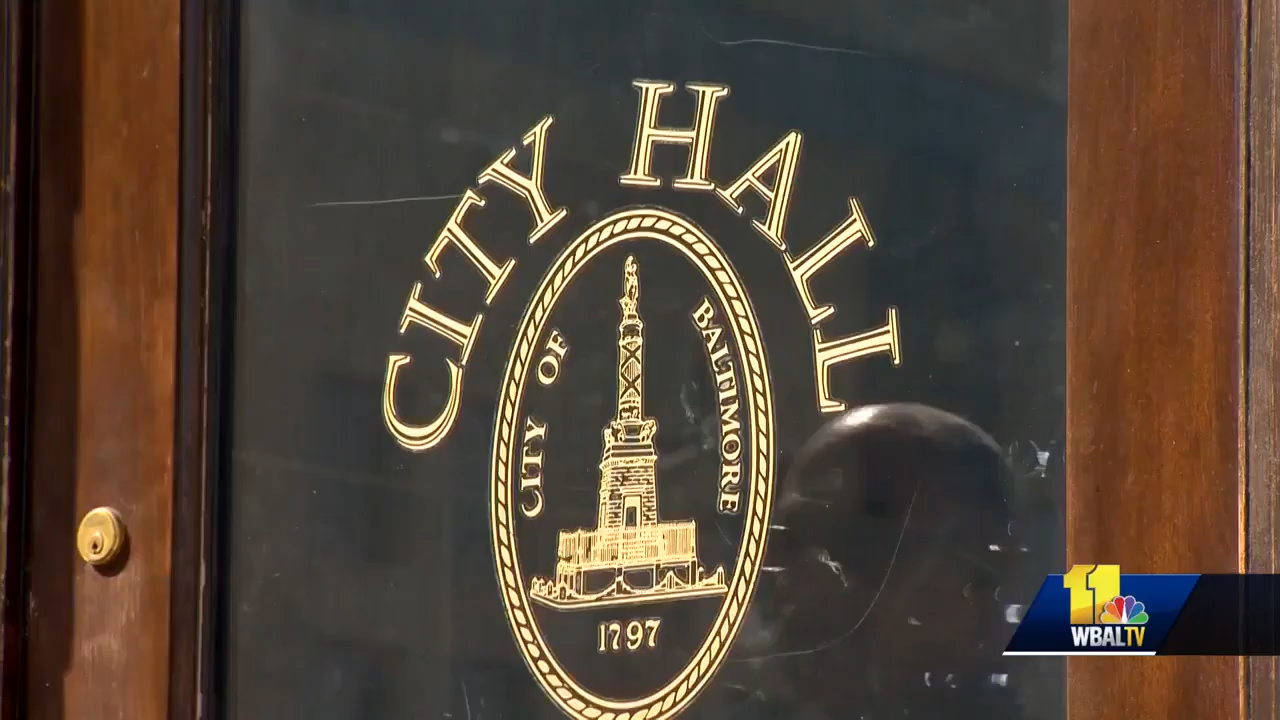 CITY HALL
CITY OF BALTIMORE
1797
11
WBALTV